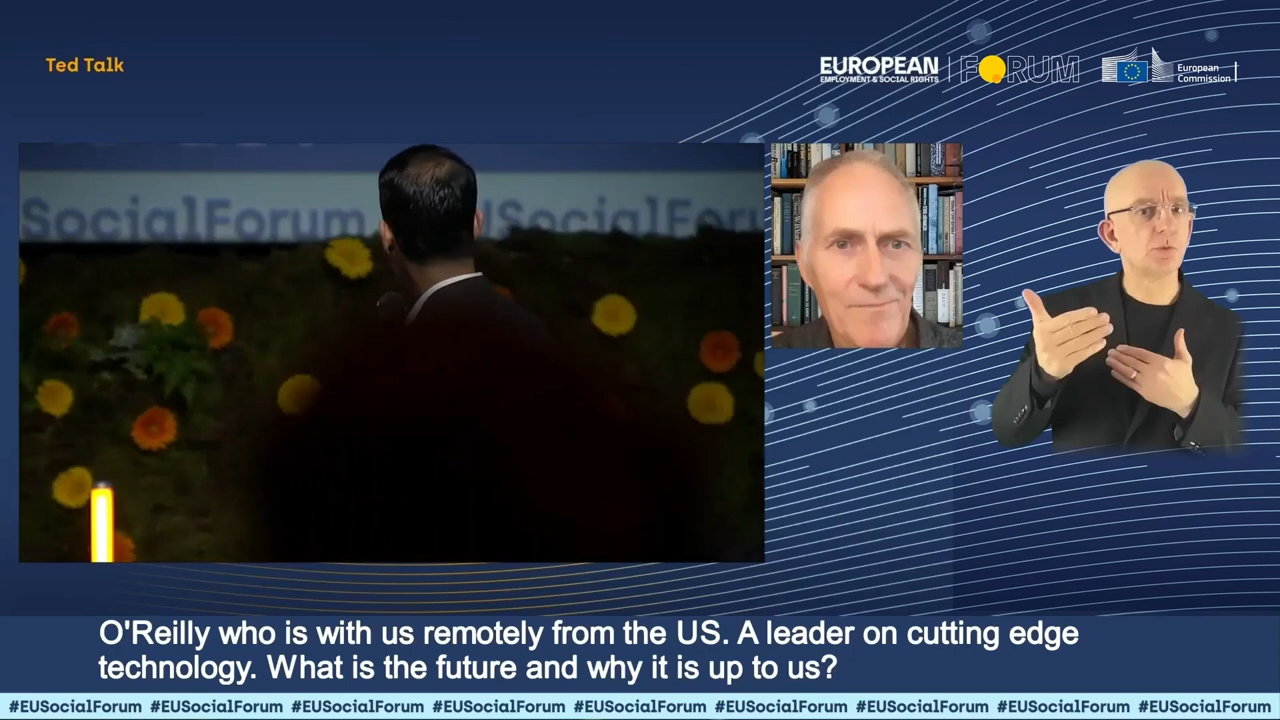 Ted Talk
EUROPEAN
EMPLOYMENT & SOCIAL RIGHTS
FORUM
European
Commission
SocialForum
USocialForu
O'Reilly who is with us remotely from the US. A leader on cutting edge
technology. What is the future and why it is up to us?
#EUSocialForum #EUSocialForum #EUSocialForum #EUSocialForum #EUSocialForum #EUSocialForum #EUSocialForum #EUSocialForum #EUSocialForum